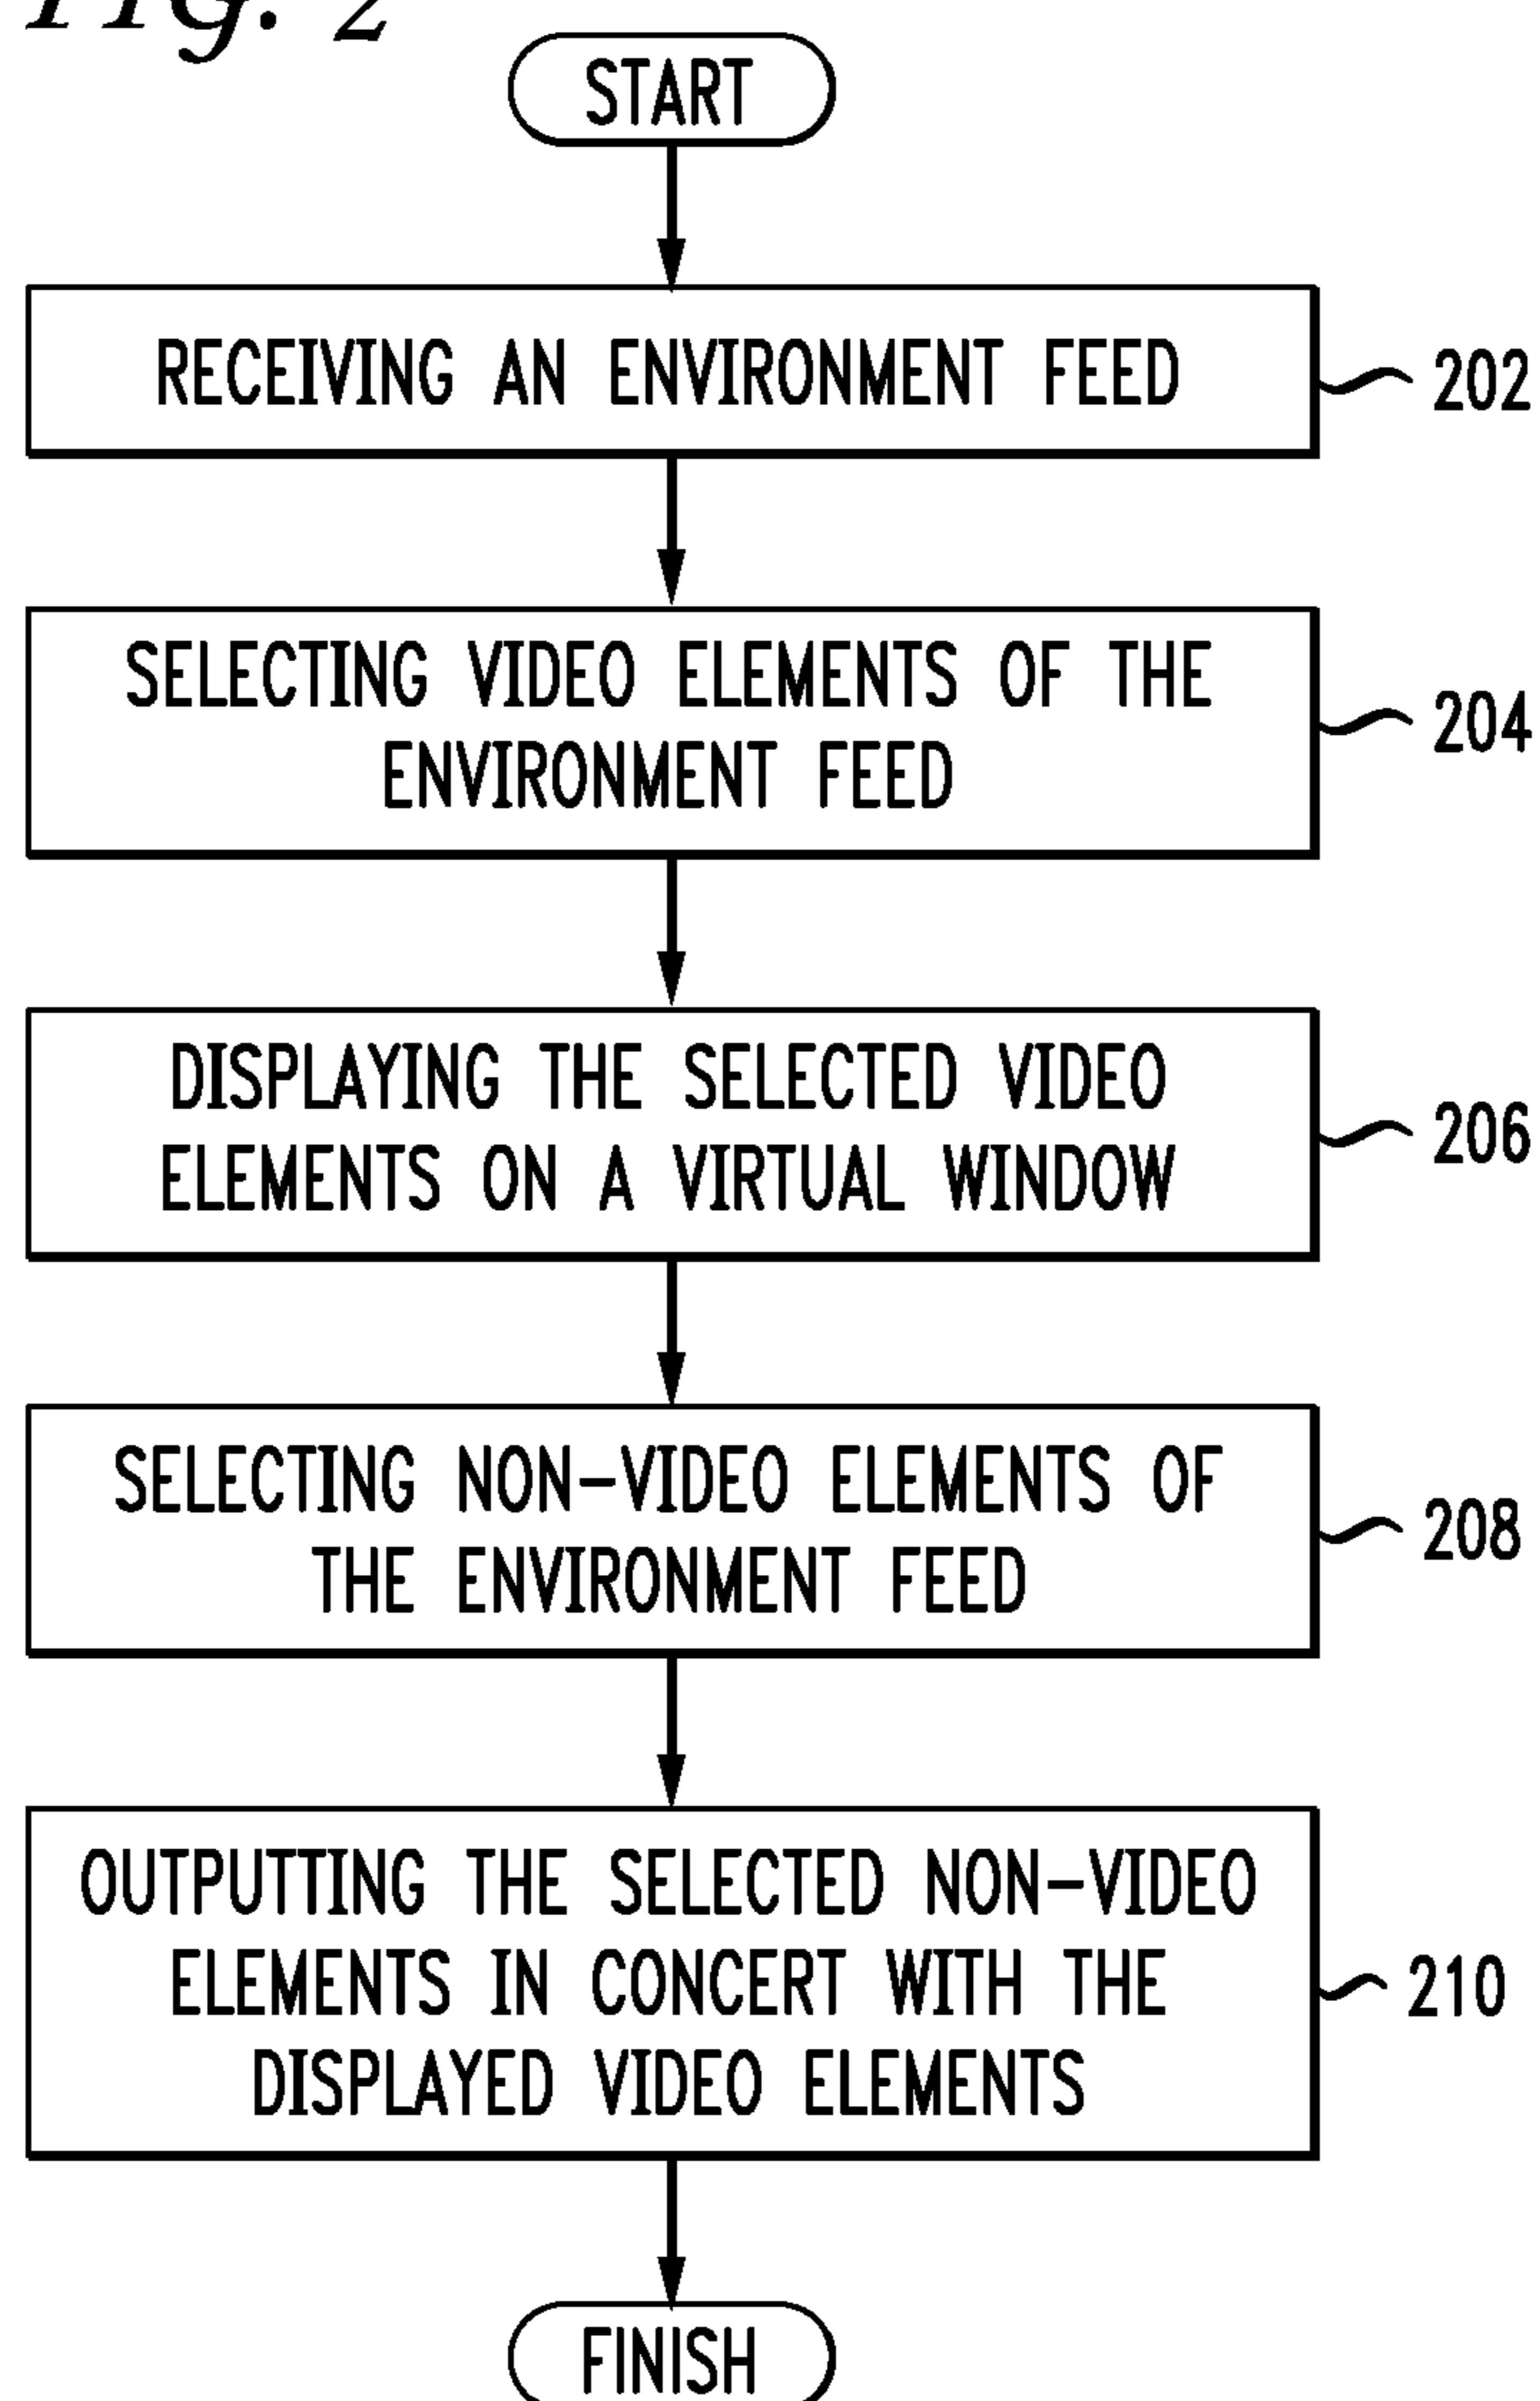 FIG. 2
START
RECEIVING AN ENVIRONMENT FEED
202
SELECTING VIDEO ELEMENTS OF THE
ENVIRONMENT FEED
204
DISPLAYING THE SELECTED VIDEO
ELEMENTS ON A VIRTUAL WINDOW
206
SELECTING NON-VIDEO ELEMENTS OF
THE ENVIRONMENT FEED
208
OUTPUTTING THE SELECTED NON-VIDEO
ELEMENTS IN CONCERT WITH THE
DISPLAYED VIDEO ELEMENTS
210
FINISH